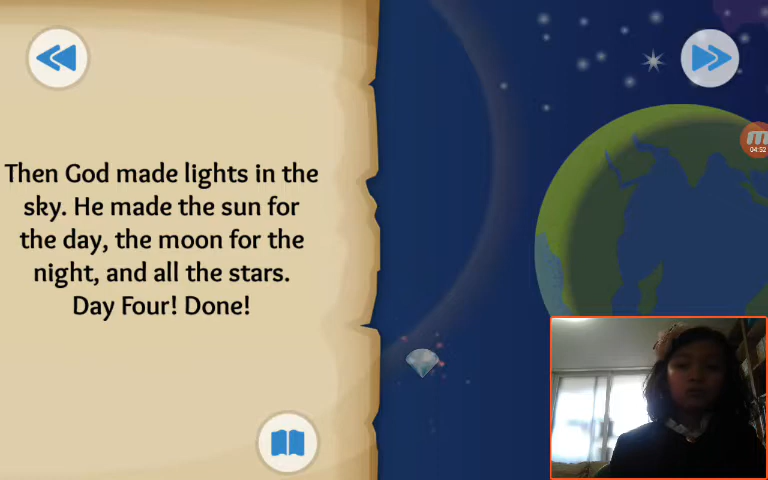 Then God made lights in the
sky. He made the sun for
the day, the moon for the
night, and all the stars.
Day Four! Done!
04:52